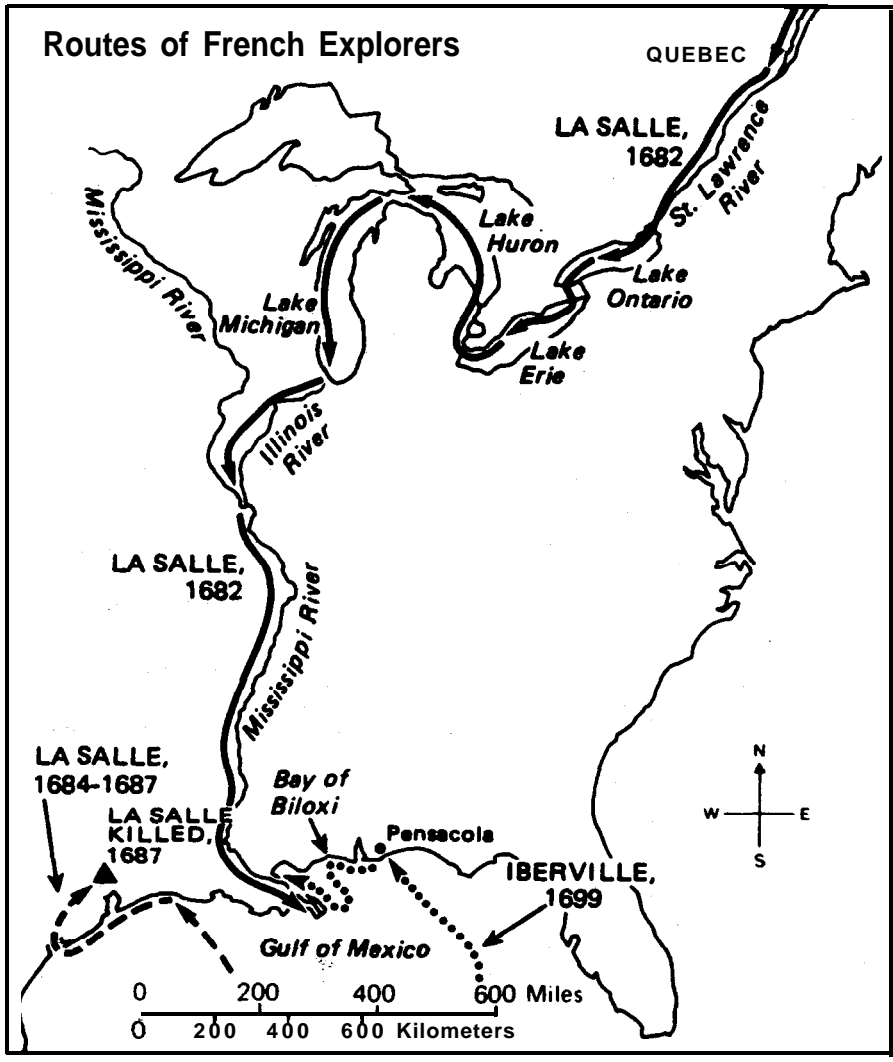 Routes of French Explorers
QUEBEC
LA SALLE,
1682
St. Lawrence
River
Mississippi River
Lake
Huron
Lake
Ontario
Lake
Michigan
Lake
Erie
Illinois
River
LA SALLE,
1682
Mississippi River
LA SALLE,
1684-1687
LA SALLE
KILLED,
1687
Bay of
Biloxi
Pensacola
IBERVILLE,
1699
N
W
E
S
Gulf of Mexico
0 200 400 600 Miles
0 200 400 600 Kilometers